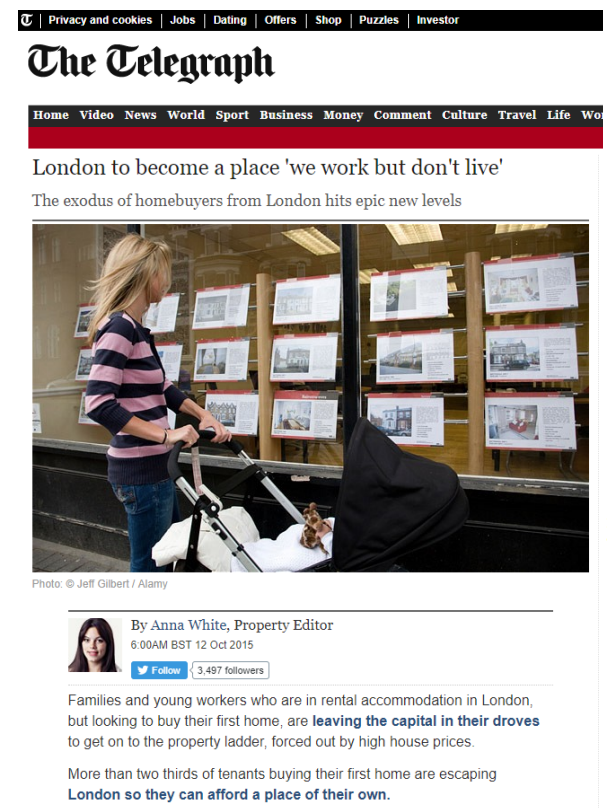 Privacy and cookies | Jobs | Dating | Offers | Shop | Puzzles | Investor
The Telegraph
Home Video News World Sport Business Money Comment Culture Travel Life
London to become a place 'we work but don't live'
The exodus of homebuyers from London hits epic new levels
Photo: © Jeff Gilbert / Alamy
By Anna White, Property Editor
6:00AM BST 12 Oct 2015
Follow 3,497 followers
Families and young workers who are in rental accommodation in London,
but looking to buy their first home, are leaving the capital in their droves
to get on to the property ladder, forced out by high house prices.
More than two thirds of tenants buying their first home are escaping
London so they can afford a place of their own.